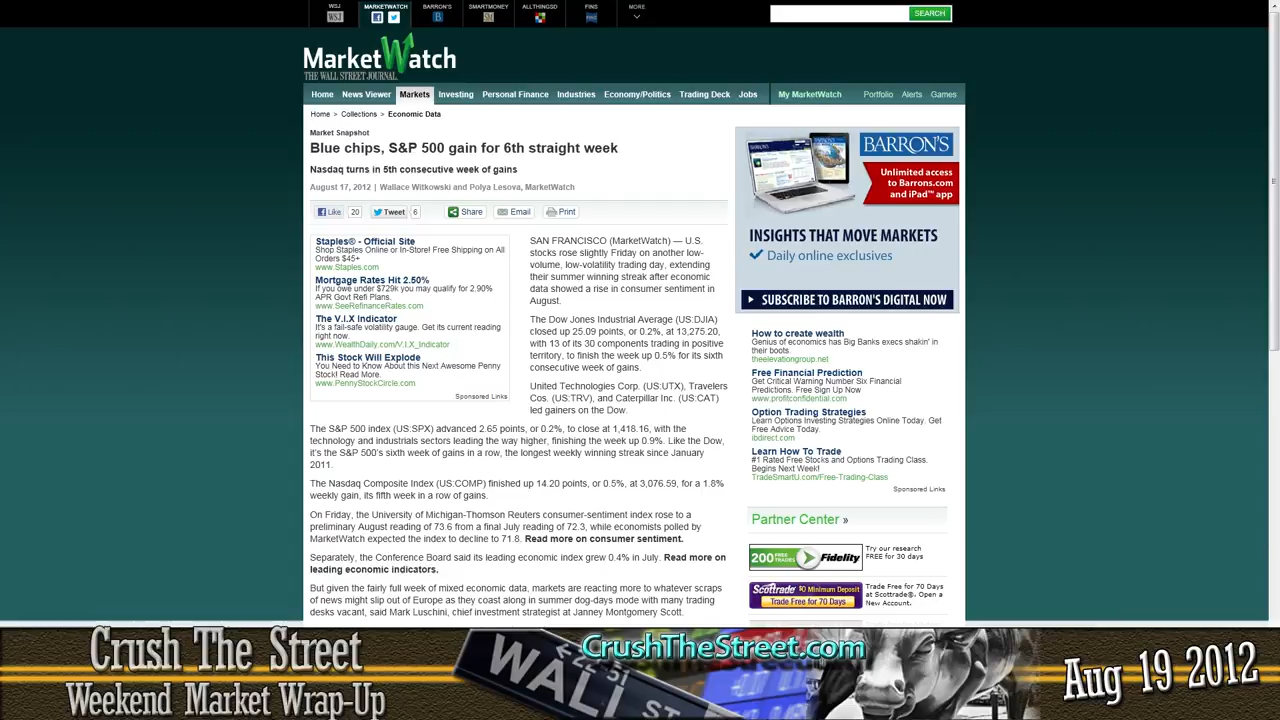 WSJ
MARKETWATCH
BARRON'S
SMARTMONEY
ALLTHINGSD
FINS
MORE
WSJ
B
SM
FINS
SEARCH
MarketWatch
THE WALL STREET JOURNAL.
Home News Viewer Markets Investing Personal Finance Industries Economy/Politics Trading Deck Jobs My MarketWatch Portfolio Alerts Games
Home > Collections > Economic Data
Market Snapshot
Blue chips, S&P 500 gain for 6th straight week
Nasdaq turns in 5th consecutive week of gains
August 17, 2012 | Wallace Witkowski and Polya Lesova, MarketWatch
Like 20 Tweet 6 Share Email Print
Staples® - Official Site
Shop Staples Online or In-Store! Free Shipping on All
Orders $45+
www.Staples.com
Mortgage Rates Hit 2.50%
If you owe under $729k you may qualify for 2.90%
APR Govt Refi Plans.
www.SeeRefinanceRates.com
The V.I.X Indicator
It's a fail-safe volatility gauge. Get its current reading
right now.
www.WealthDaily.com/V.I.X_Indicator
This Stock Will Explode
You Need to Know About this Next Awesome Penny
Stock! Read More.
www.PennyStockCircle.com
Sponsored Links
SAN FRANCISCO (MarketWatch) — U.S.
stocks rose slightly Friday on another low-
volume, low-volatility trading day, extending
their summer winning streak after economic
data showed a rise in consumer sentiment in
August.
The Dow Jones Industrial Average (US:DJIA)
closed up 25.09 points, or 0.2%, at 13,275.20,
with 13 of its 30 components trading in positive
territory, to finish the week up 0.5% for its sixth
consecutive week of gains.
United Technologies Corp. (US:UTX), Travelers
Cos. (US:TRV), and Caterpillar Inc. (US:CAT)
led gainers on the Dow.
The S&P 500 index (US:SPX) advanced 2.65 points, or 0.2%, to close at 1,418.16, with the
technology and industrials sectors leading the way higher, finishing the week up 0.9%. Like the Dow,
it's the S&P 500's sixth week of gains in a row, the longest weekly winning streak since January
2011.
The Nasdaq Composite Index (US:COMP) finished up 14.20 points, or 0.5%, at 3,076.59, for a 1.8%
weekly gain, its fifth week in a row of gains.
On Friday, the University of Michigan-Thomson Reuters consumer-sentiment index rose to a
preliminary August reading of 73.6 from a final July reading of 72.3, while economists polled by
MarketWatch expected the index to decline to 71.8. Read more on consumer sentiment.
Separately, the Conference Board said its leading economic index grew 0.4% in July. Read more on
leading economic indicators.
But given the fairly full week of mixed economic data, markets are reacting more to whatever scraps
of news might slip out of Europe as they coast along in summer dog-days mode with many trading
desks vacant, said Mark Luschini, chief investment strategist at Janney Montgomery Scott.
BARRON'S
Unlimited access
to Barrons.com
and iPad™ app
INSIGHTS THAT MOVE MARKETS
Daily online exclusives
SUBSCRIBE TO BARRON'S DIGITAL NOW
How to create wealth
Genius of economics has Big Banks execs shakin' in
their boots
theelevationgroup.net
Free Financial Prediction
Get Critical Warning Number Six Financial
Predictions. Free Sign Up Now
www.profitconfidential.com
Option Trading Strategies
Learn Options Investing Strategies Online Today. Get
Free Advice Today.
ibdirect.com
Learn How To Trade
#1 Rated Free Stocks and Options Trading Class.
Begins Next Week!
TradeSmartU.com/Free-Trading-Class
Sponsored Links
Partner Center »
200 FREE TRADES Fidelity
Try our research
FREE for 30 days
Scottrade $0 Minimum Deposit
Trade Free for 70 Days
Trade Free for 70 Days
at Scottrade®. Open a
New Account.
Crush The Street
Weekend Market Wrap-Up
WALL ST
CrushTheStreet.com
Aug 19 2012